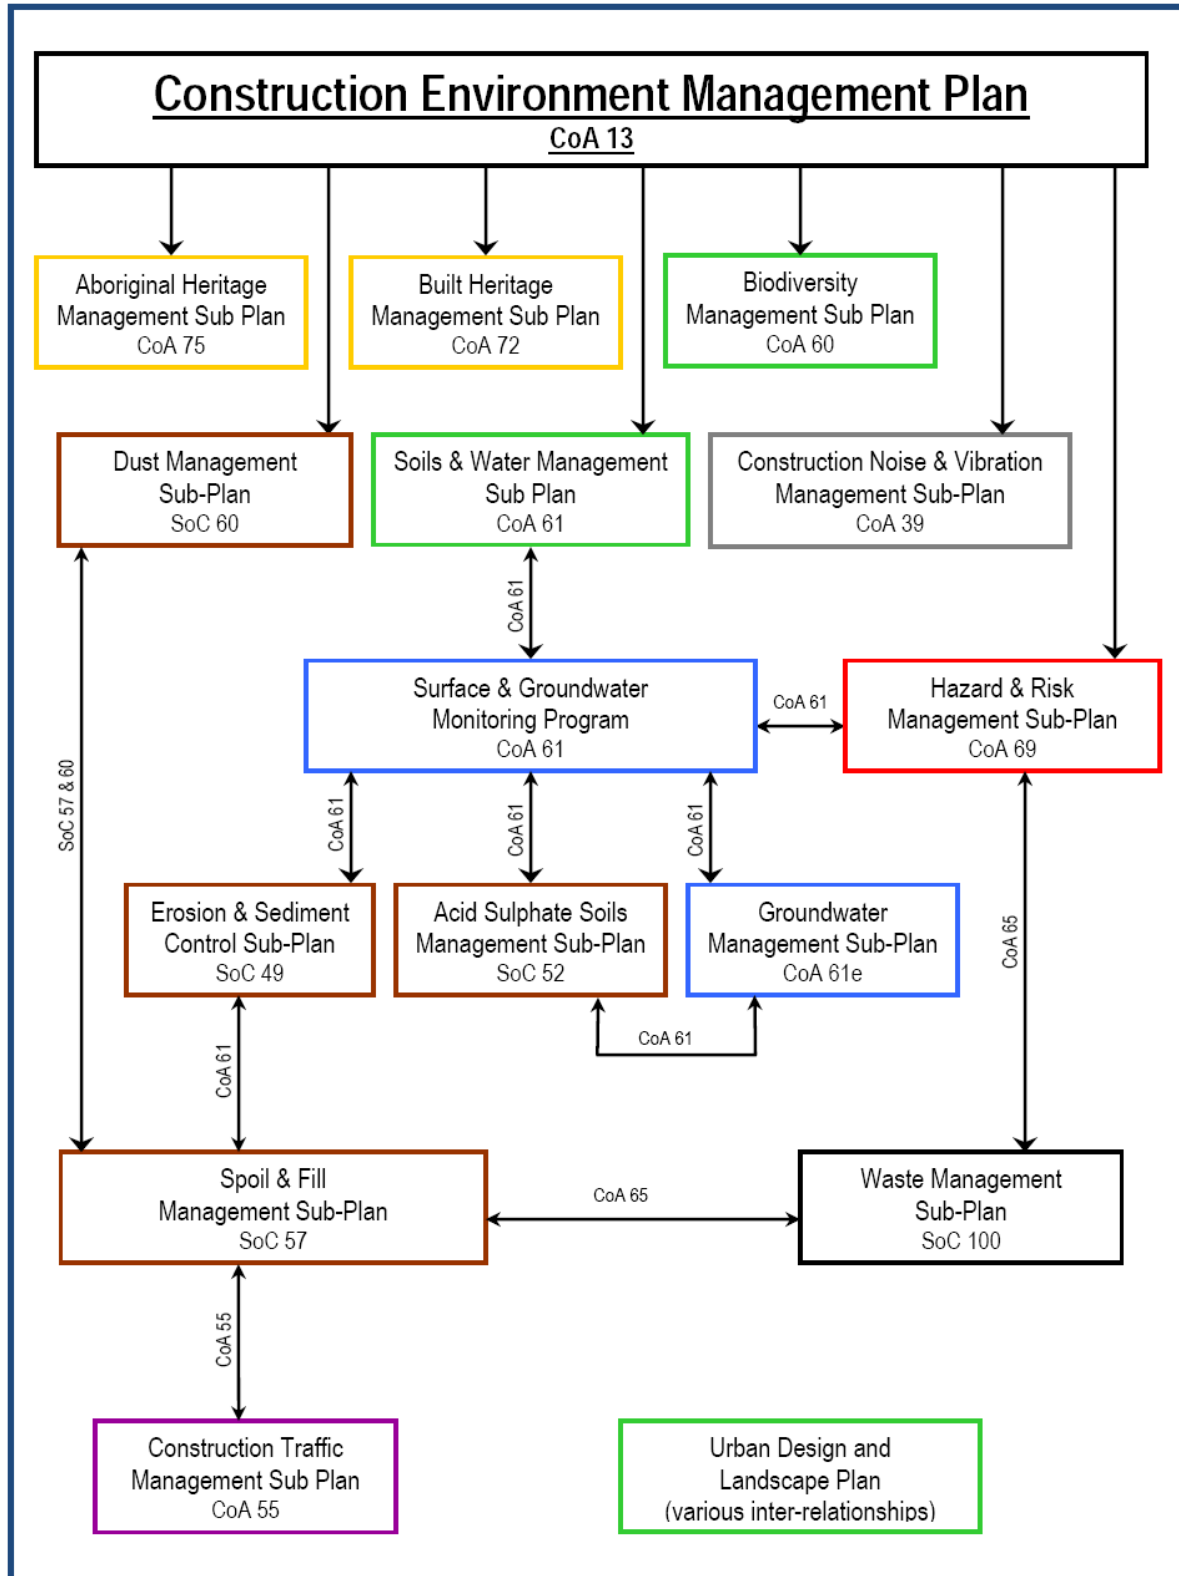 Construction Environment Management Plan
CoA 13
Aboriginal Heritage
Management Sub Plan
CoA 75
Built Heritage
Management Sub Plan
CoA 72
Biodiversity
Management Sub Plan
CoA 60
Dust Management
Sub-Plan
SoC 60
Soils & Water Management
Sub Plan
CoA 61
Construction Noise & Vibration
Management Sub-Plan
CoA 39
CoA 61
Surface & Groundwater
Monitoring Program
CoA 61
CoA 61
Hazard & Risk
Management Sub-Plan
CoA 69
SoC 57 & 60
CoA 61
CoA 61
CoA 61
CoA 65
Erosion & Sediment
Control Sub-Plan
SoC 49
Acid Sulphate Soils
Management Sub-Plan
SoC 52
Groundwater
Management Sub-Plan
CoA 61e
CoA 61
CoA 61
Spoil & Fill
Management Sub-Plan
SoC 57
CoA 65
Waste Management
Sub-Plan
SoC 100
CoA 55
Construction Traffic
Management Sub Plan
CoA 55
Urban Design and
Landscape Plan
(various inter-relationships)